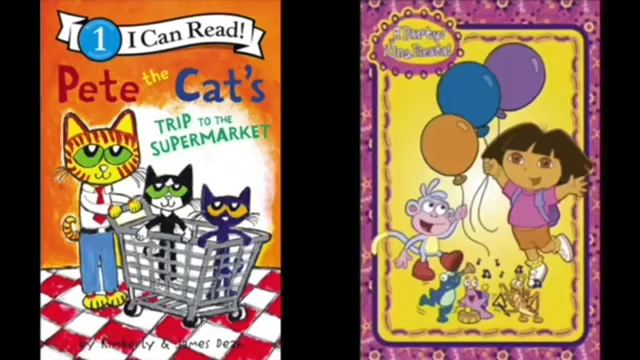 1 I Can Read!
Pete the Cat's
TRIP TO THE
SUPERMARKET
by Kimberly & James Dean
A Party!
¡Una Fiesta!